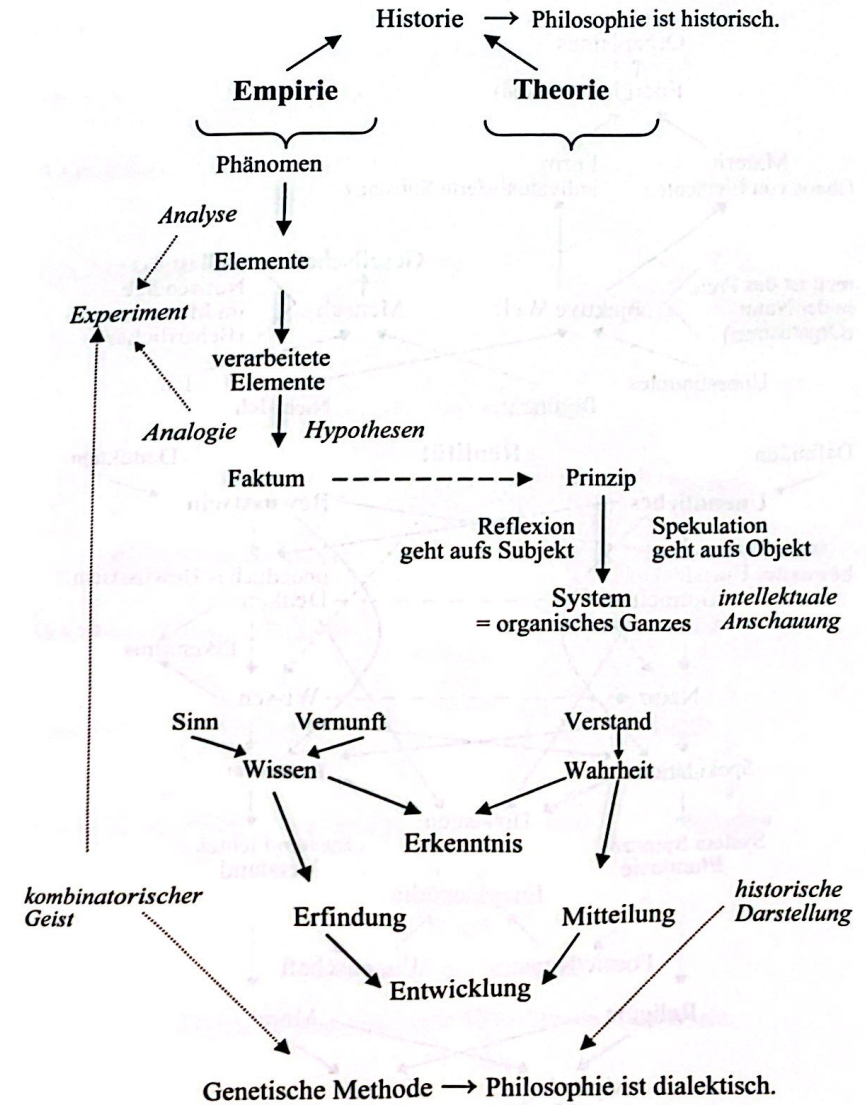 Historie → Philosophie ist historisch.
Empirie Theorie
Phänomen
Analyse
Elemente
Experiment
verarbeitete
Elemente
Analogie Hypothesen
Faktum Prinzip
Reflexion Spekulation
geht aufs Subjekt geht aufs Objekt
System intellektuale
= organisches Ganzes Anschauung
Sinn Vernunft Verstand
Wissen Wahrheit
Erkenntnis
kombinatorischer historische
Geist Erfindung Mitteilung Darstellung
Entwicklung
Genetische Methode → Philosophie ist dialektisch.